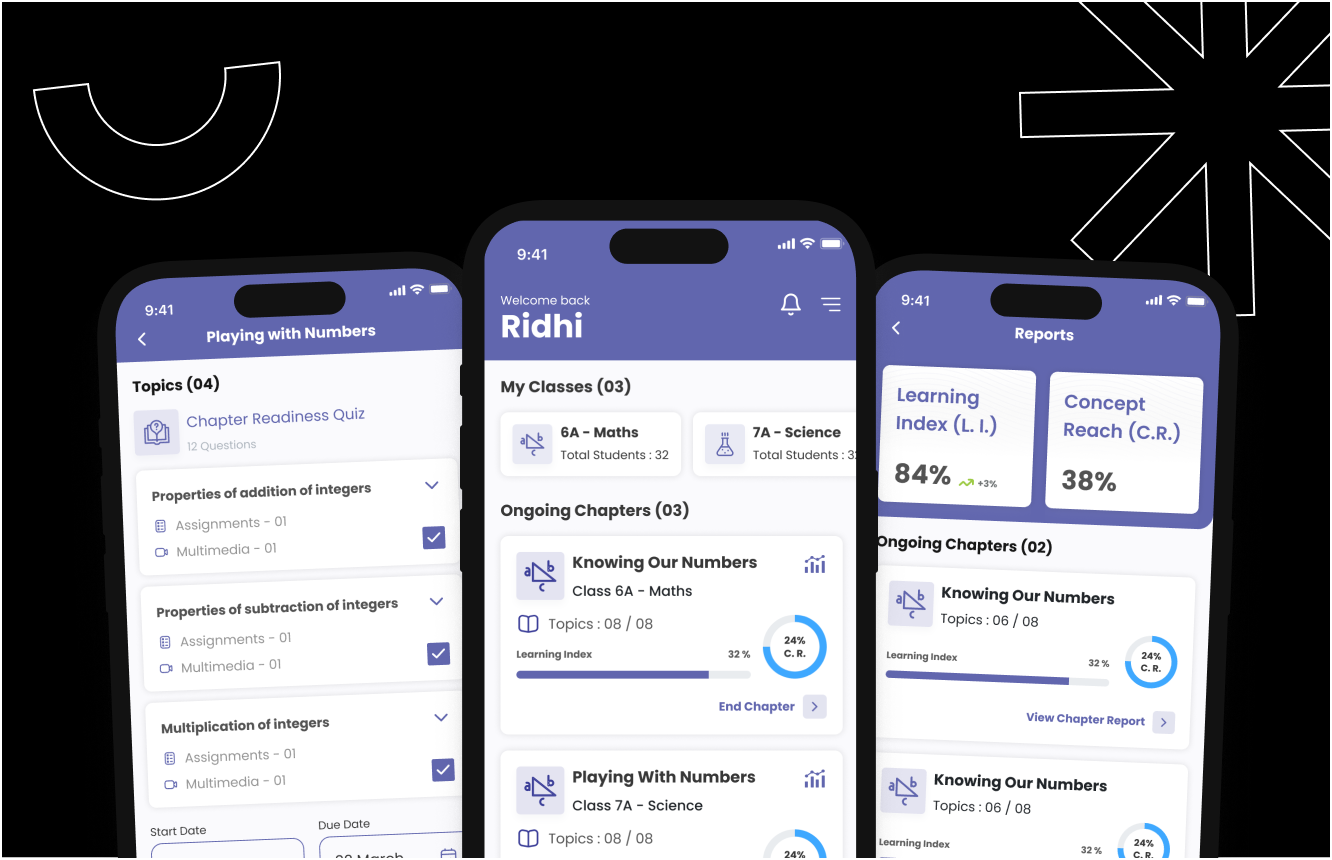 9:41
Playing with Numbers
Topics (04)
Chapter Readiness Quiz
12 Questions
Properties of addition of integers
Assignments - 01
Multimedia - 01
Properties of subtraction of integers
Assignments - 01
Multimedia - 01
Multiplication of integers
Assignments - 01
Multimedia - 01
Start Date
Due Date
9:41
Welcome back
Ridhi
My Classes (03)
a b c
6A - Maths
Total Students : 32
7A - Science
Total Students : 32
Ongoing Chapters (03)
a b c
Knowing Our Numbers
Class 6A - Maths
Topics : 08 / 08
Learning Index
32 %
24%
C. R.
End Chapter
a b c
Playing With Numbers
Class 7A - Science
Topics : 08 / 08
24%
9:41
Reports
Learning
Index (L. I.)
84%
+3%
Concept
Reach (C.R.)
38%
Ongoing Chapters (02)
a b c
Knowing Our Numbers
Topics : 06 / 08
Learning Index
32 %
24%
C. R.
View Chapter Report
a b c
Knowing Our Numbers
Topics : 06 / 08
Learning Index
32 %
24%
C. R.